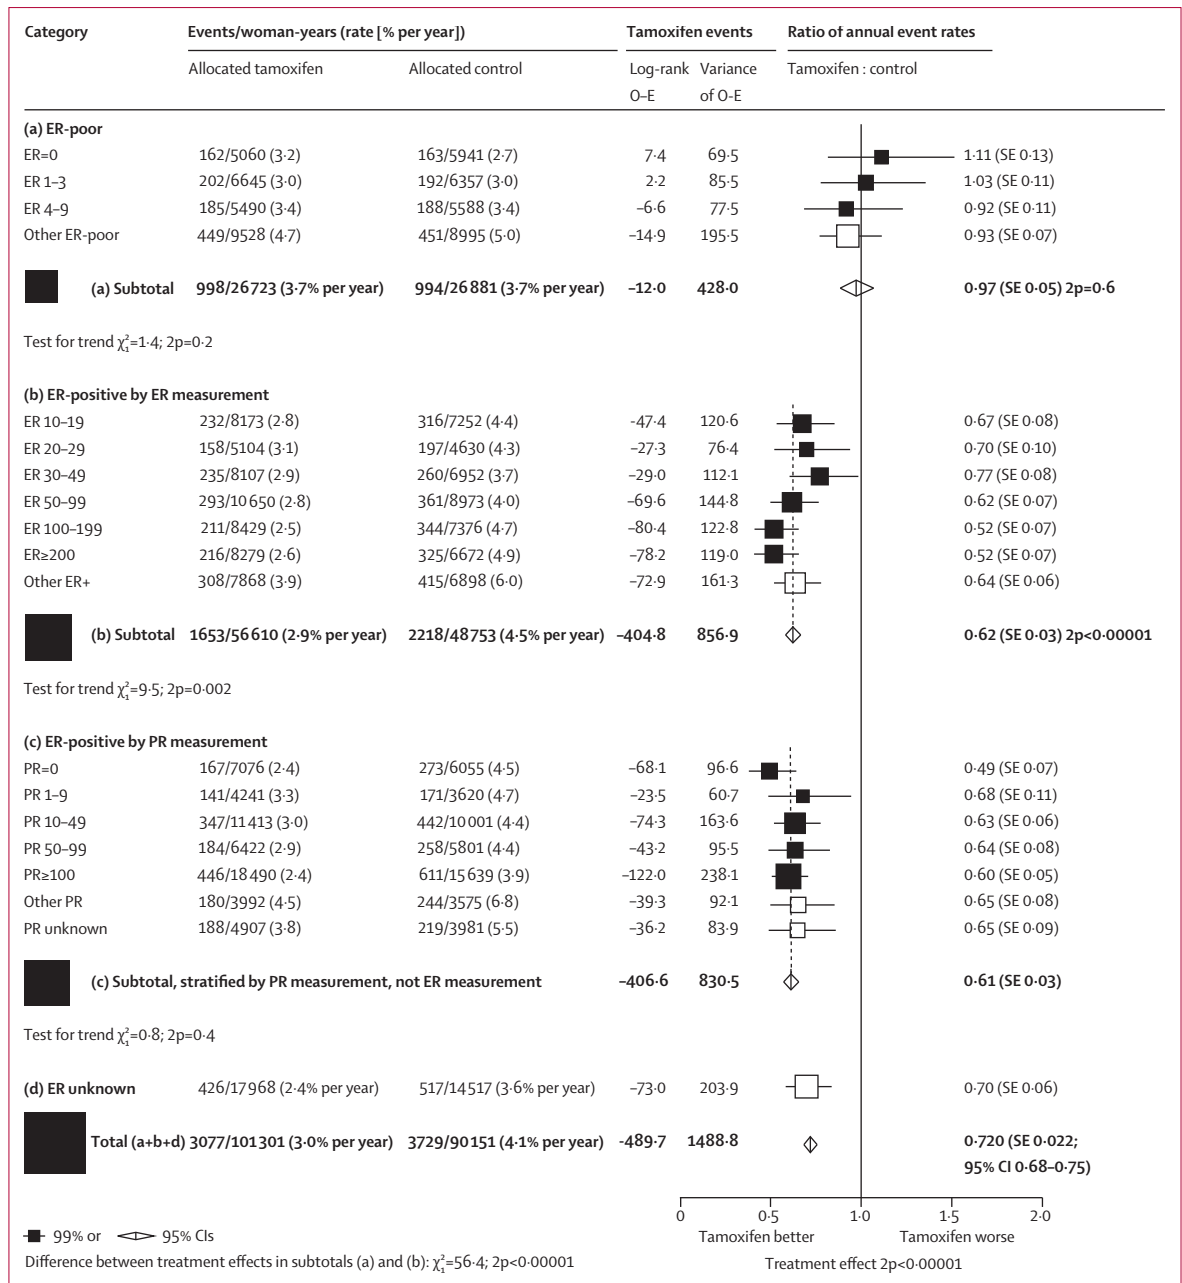 Category Events/woman-years (rate [% per year]) Tamoxifen events Ratio of annual event rates
Allocated tamoxifen Allocated control Log-rank Variance Tamoxifen : control
O–E of O-E
(a) ER-poor
ER=0 162/5060 (3·2) 163/5941 (2·7) 7·4 69·5 1·11 (SE 0·13)
ER 1–3 202/6645 (3·0) 192/6357 (3·0) 2·2 85·5 1·03 (SE 0·11)
ER 4–9 185/5490 (3·4) 188/5588 (3·4) –6·6 77·5 0·92 (SE 0·11)
Other ER-poor 449/9528 (4·7) 451/8995 (5·0) –14·9 195·5 0·93 (SE 0·07)
(a) Subtotal 998/26 723 (3·7% per year) 994/26 881 (3·7% per year) –12·0 428·0 0·97 (SE 0·05) 2p=0·6
Test for trend χ²₁=1·4; 2p=0·2
(b) ER-positive by ER measurement
ER 10–19 232/8173 (2·8) 316/7252 (4·4) -47·4 120·6 0·67 (SE 0·08)
ER 20–29 158/5104 (3·1) 197/4630 (4·3) –27·3 76·4 0·70 (SE 0·10)
ER 30–49 235/8107 (2·9) 260/6952 (3·7) –29·0 112·1 0·77 (SE 0·08)
ER 50–99 293/10 650 (2·8) 361/8973 (4·0) –69·6 144·8 0·62 (SE 0·07)
ER 100–199 211/8429 (2·5) 344/7376 (4·7) –80·4 122·8 0·52 (SE 0·07)
ER≥200 216/8279 (2·6) 325/6672 (4·9) –78·2 119·0 0·52 (SE 0·07)
Other ER+ 308/7868 (3·9) 415/6898 (6·0) –72·9 161·3 0·64 (SE 0·06)
(b) Subtotal 1653/56 610 (2·9% per year) 2218/48 753 (4·5% per year) –404·8 856·9 0·62 (SE 0·03) 2p<0·00001
Test for trend χ²₁=9·5; 2p=0·002
(c) ER-positive by PR measurement
PR=0 167/7076 (2·4) 273/6055 (4·5) –68·1 96·6 0·49 (SE 0·07)
PR 1–9 141/4241 (3·3) 171/3620 (4·7) –23·5 60·7 0·68 (SE 0·11)
PR 10–49 347/11 413 (3·0) 442/10 001 (4·4) –74·3 163·6 0·63 (SE 0·06)
PR 50–99 184/6422 (2·9) 258/5801 (4·4) –43·2 95·5 0·64 (SE 0·08)
PR≥100 446/18 490 (2·4) 611/15 639 (3·9) –122·0 238·1 0·60 (SE 0·05)
Other PR 180/3992 (4·5) 244/3575 (6·8) –39·3 92·1 0·65 (SE 0·08)
PR unknown 188/4907 (3·8) 219/3981 (5·5) –36·2 83·9 0·65 (SE 0·09)
(c) Subtotal, stratified by PR measurement, not ER measurement –406·6 830·5 0·61 (SE 0·03)
Test for trend χ²₁=0·8; 2p=0·4
(d) ER unknown 426/17 968 (2·4% per year) 517/14 517 (3·6% per year) –73·0 203·9 0·70 (SE 0·06)
Total (a+b+d) 3077/101 301 (3·0% per year) 3729/90 151 (4·1% per year) -489·7 1488·8 0·720 (SE 0·022;
95% CI 0·68–0·75)
0 0·5 1·0 1·5 2·0
99% or 95% CIs Tamoxifen better Tamoxifen worse
Difference between treatment effects in subtotals (a) and (b): χ²₁=56·4; 2p<0·00001 Treatment effect 2p<0·00001